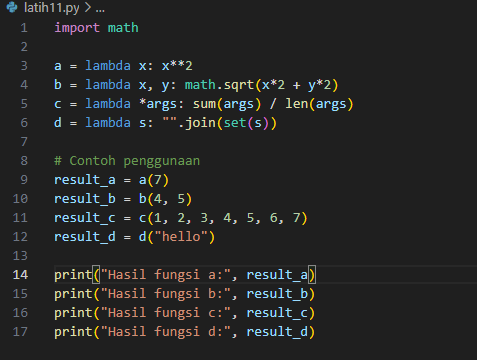 latih11.py > ...
1 import math
2
3 a = lambda x: x**2
4 b = lambda x, y: math.sqrt(x*2 + y*2)
5 c = lambda *args: sum(args) / len(args)
6 d = lambda s: "".join(set(s))
7
8 # Contoh penggunaan
9 result_a = a(7)
10 result_b = b(4, 5)
11 result_c = c(1, 2, 3, 4, 5, 6, 7)
12 result_d = d("hello")
13
14 print("Hasil fungsi a:", result_a)
15 print("Hasil fungsi b:", result_b)
16 print("Hasil fungsi c:", result_c)
17 print("Hasil fungsi d:", result_d)